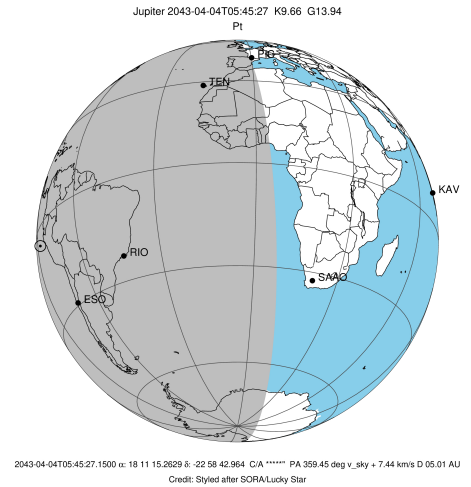 Jupiter 2043-04-04T05:45:27 K9.66 G13.94
Pt
PIC
TEN
KAV
RIO
SAAO
ESO
2043-04-04T05:45:27.1500 α: 18 11 15.2629 δ: -22 58 42.964 C/A *****" PA 359.45 deg v_sky + 7.44 km/s D 05.01 AU
Credit: Styled after SORA/Lucky Star